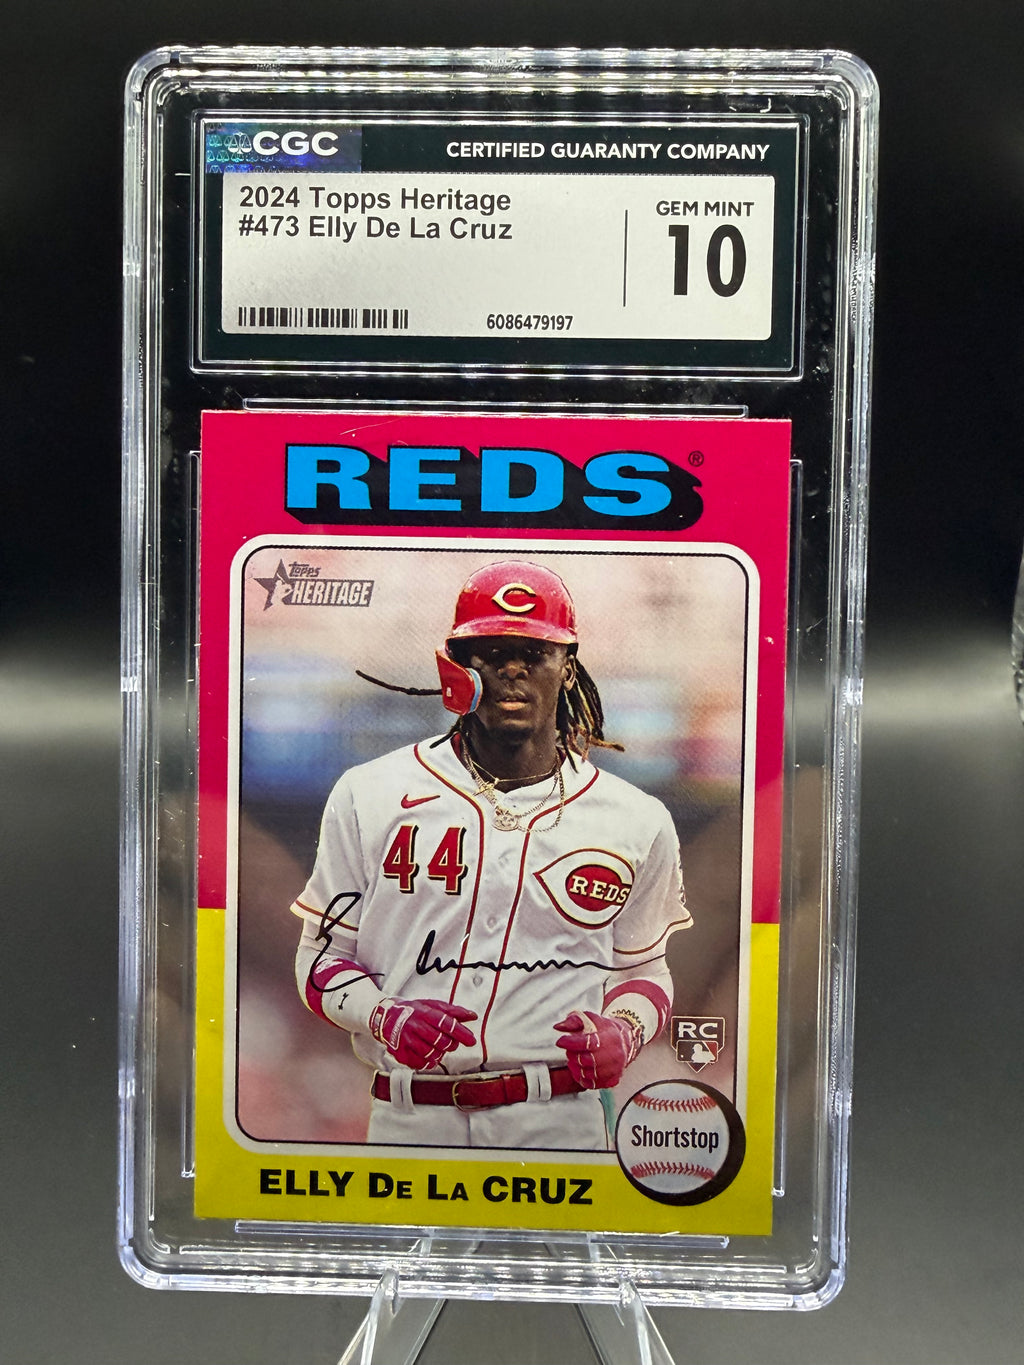 CGC
CERTIFIED GUARANTY COMPANY
2024 Topps Heritage
#473 Elly De La Cruz
GEM MINT
10
6086479197
REDS®
Topps
HERITAGE
C
44
REDS
RC
Shortstop
ELLY DE LA CRUZ